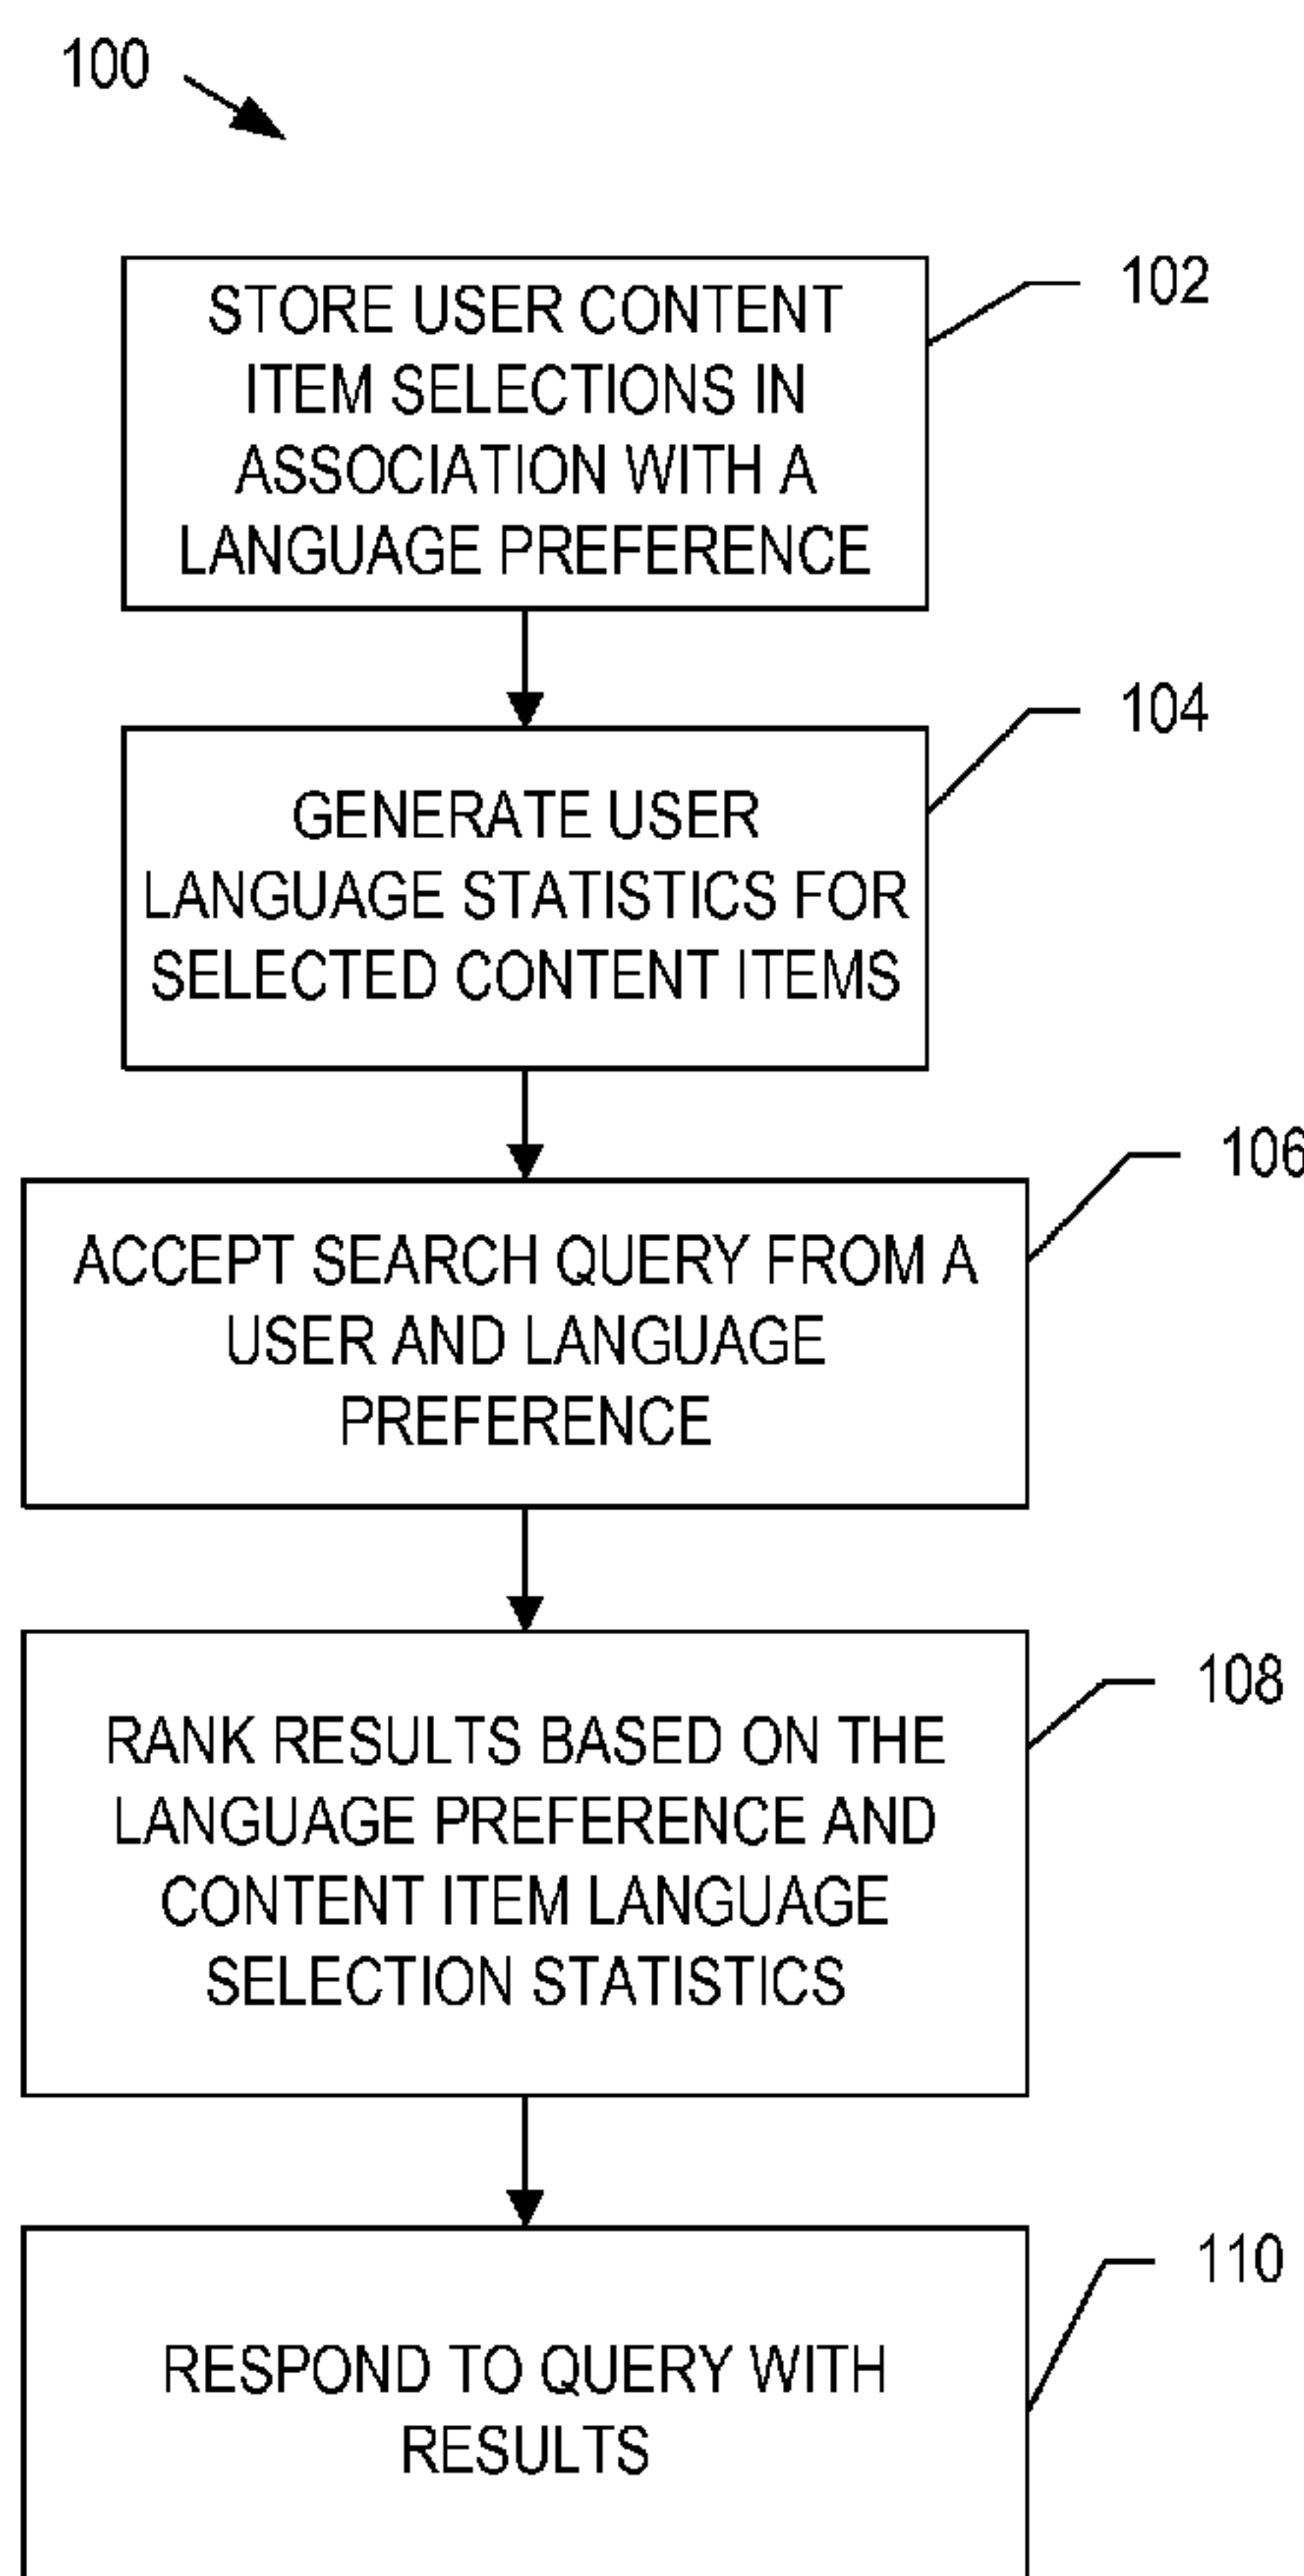 100
102
STORE USER CONTENT
ITEM SELECTIONS IN
ASSOCIATION WITH A
LANGUAGE PREFERENCE
104
GENERATE USER
LANGUAGE STATISTICS FOR
SELECTED CONTENT ITEMS
106
ACCEPT SEARCH QUERY FROM A
USER AND LANGUAGE
PREFERENCE
108
RANK RESULTS BASED ON THE
LANGUAGE PREFERENCE AND
CONTENT ITEM LANGUAGE
SELECTION STATISTICS
110
RESPOND TO QUERY WITH
RESULTS